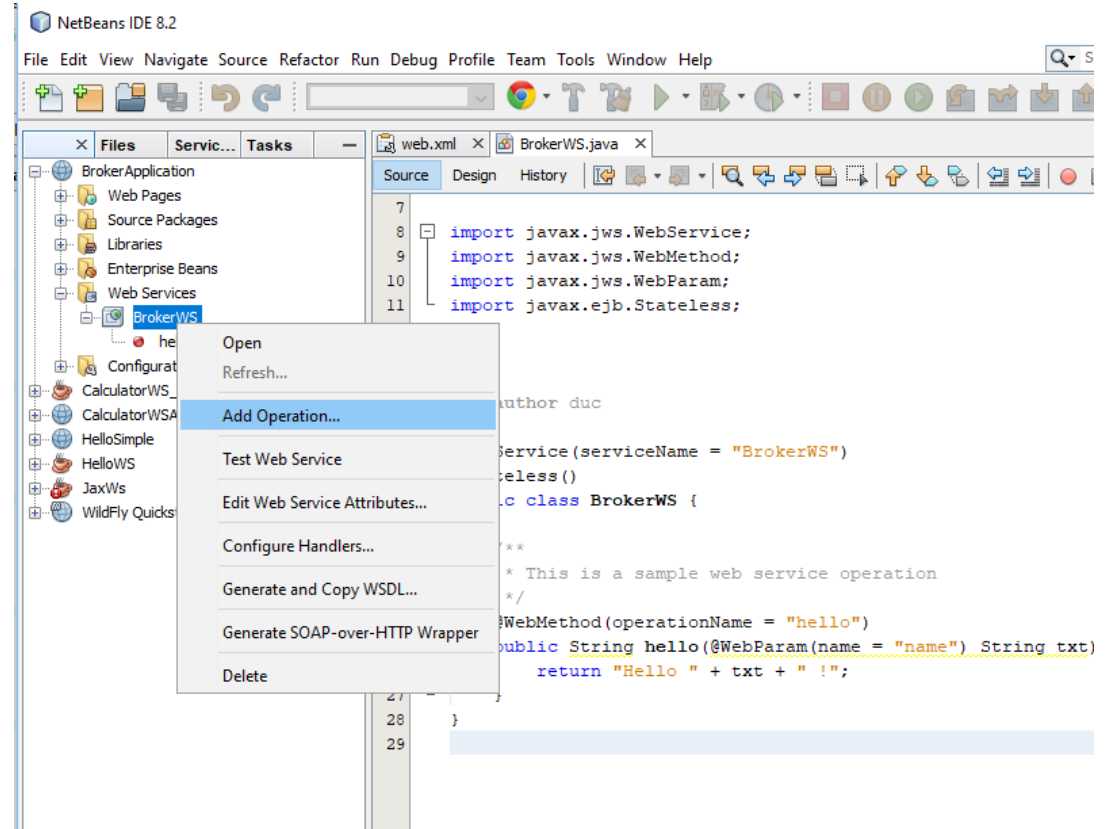 NetBeans IDE 8.2
File Edit View Navigate Source Refactor Run Debug Profile Team Tools Window Help
Files Servic... Tasks
web.xml BrokerWS.java
Source Design History
BrokerApplication
Web Pages
Source Packages
Libraries
Enterprise Beans
Web Services
BrokerWS
he
Configurat
CalculatorWS_
CalculatorWSA
HelloSimple
HelloWS
JaxWs
WildFly Quickst
Open
Refresh...
Add Operation...
Test Web Service
Edit Web Service Attributes...
Configure Handlers...
Generate and Copy WSDL...
Generate SOAP-over-HTTP Wrapper
Delete
7
8 import javax.jws.WebService;
9 import javax.jws.WebMethod;
10 import javax.jws.WebParam;
11 import javax.ejb.Stateless;
author duc
Service(serviceName = "BrokerWS")
eless()
c class BrokerWS {
/**
* This is a sample web service operation
*/
@WebMethod(operationName = "hello")
public String hello(@WebParam(name = "name") String txt)
return "Hello " + txt + " !";
27 }
28 }
29